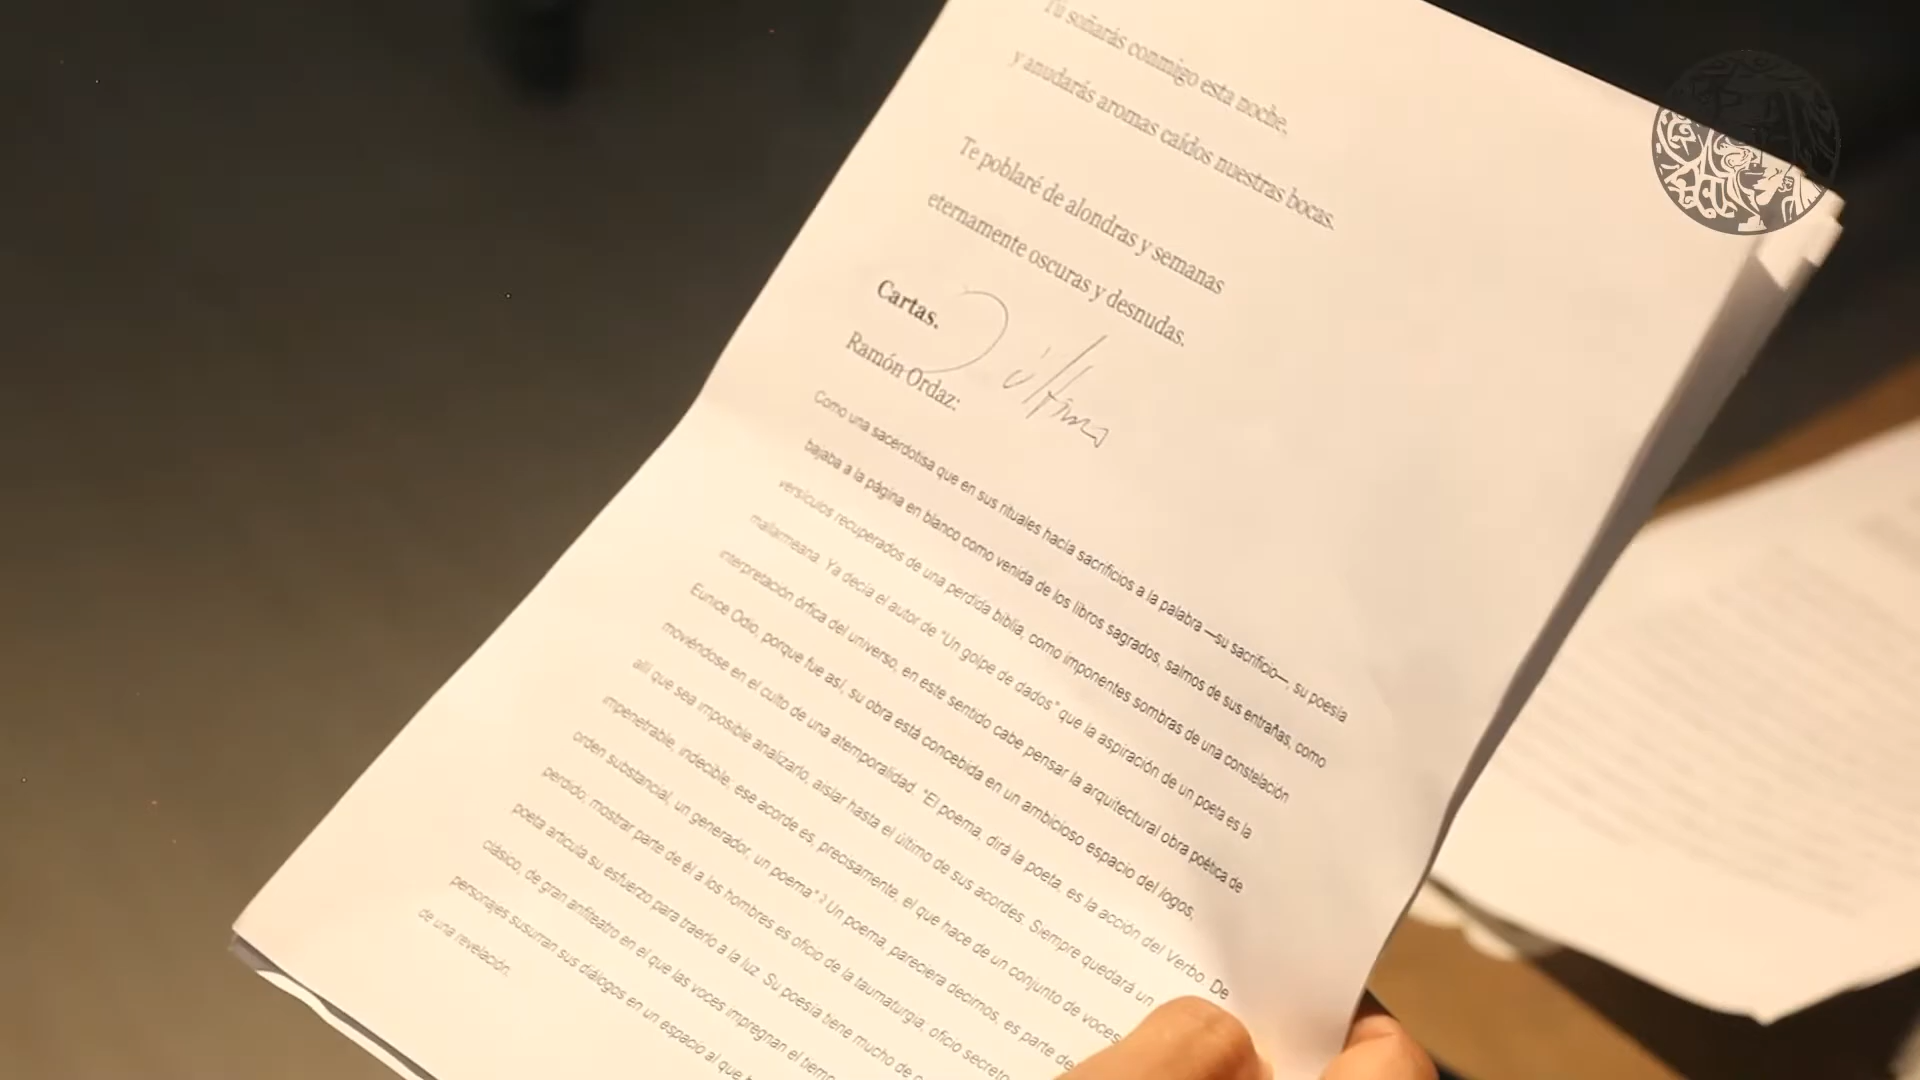 Tú soñarás conmigo esta noche,
y anudarás aromas caídos nuestras bocas.
Te poblaré de alondras y semanas
eternamente oscuras y desnudas.
Cartas.
última
Ramón Ordaz:
Como una sacerdotisa que en sus rituales hacía sacrificios a la palabra —su sacrificio—, su poesía
bajaba a la página en blanco como venida de los libros sagrados, salmos de sus entrañas, como
versículos recuperados de una perdida biblia, como imponentes sombras de una constelación
mallarmeana. Ya decía el autor de "Un golpe de dados" que la aspiración de un poeta es la
interpretación órfica del universo, en este sentido cabe pensar la arquitectural obra poética de
Eunice Odio, porque fue así, su obra está concebida en un ambicioso espacio del logos,
moviéndose en el culto de una atemporalidad. "El poema, dirá la poeta, es la acción del Verbo. De
allí que sea imposible analizarlo, aislar hasta el último de sus acordes. Siempre quedará un
impenetrable, indecible, ese acorde es, precisamente, el que hace de un conjunto de voces
orden substancial, un generador, un poema". Un poema, pareciera decirnos, es parte de
perdido; mostrar parte de él a los hombres es oficio de la taumaturgia; oficio secreto
poeta articula su esfuerzo para traerlo a la luz. Su poesía tiene mucho de
clásico, de gran anfiteatro en el que las voces impregnan el
personajes susurran sus diálogos en un espacio al que
de una revelación.